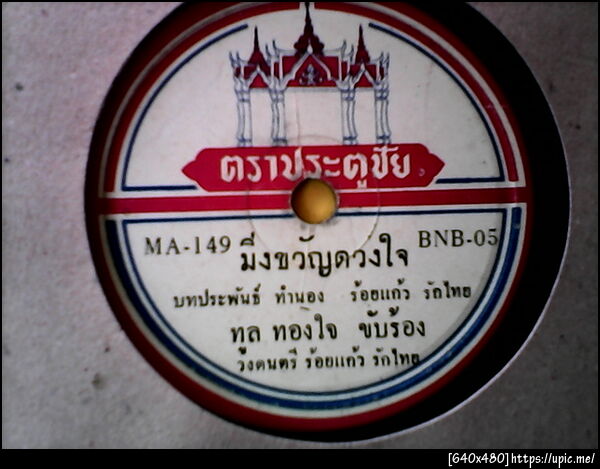 ตราประตูชัย
MA-149 มิ่งขวัญดวงใจ BNB-05
บทประพันธ์ ทำนอง ร้อยแก้ว รักไทย
ทูล ทองใจ ขับร้อง
วงดนตรี ร้อยแก้ว รักไทย
[640x480]https://upic.me/